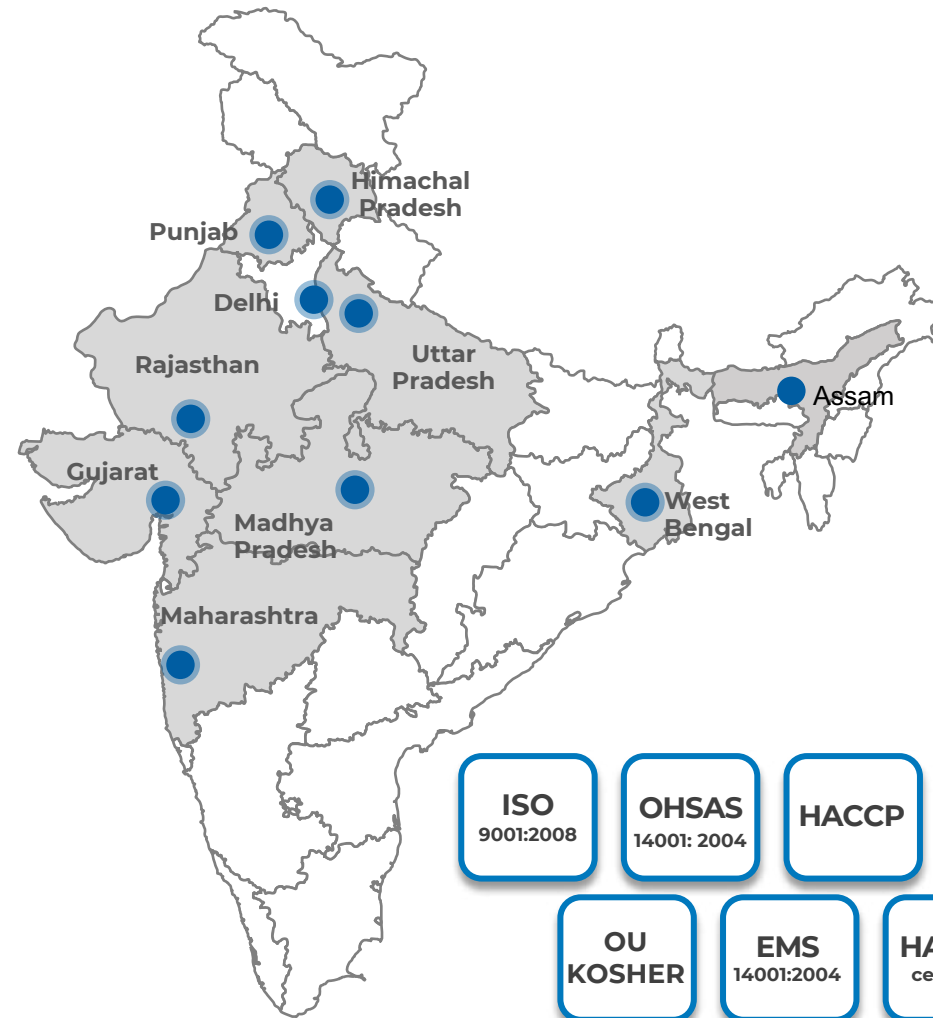 Himachal
Pradesh
Punjab
Delhi
Uttar
Pradesh
Rajasthan
Assam
Gujarat
West
Bengal
Madhya
Pradesh
Maharashtra
ISO
9001:2008
OHSAS
14001: 2004
HACCP
OU
KOSHER
EMS
14001:2004